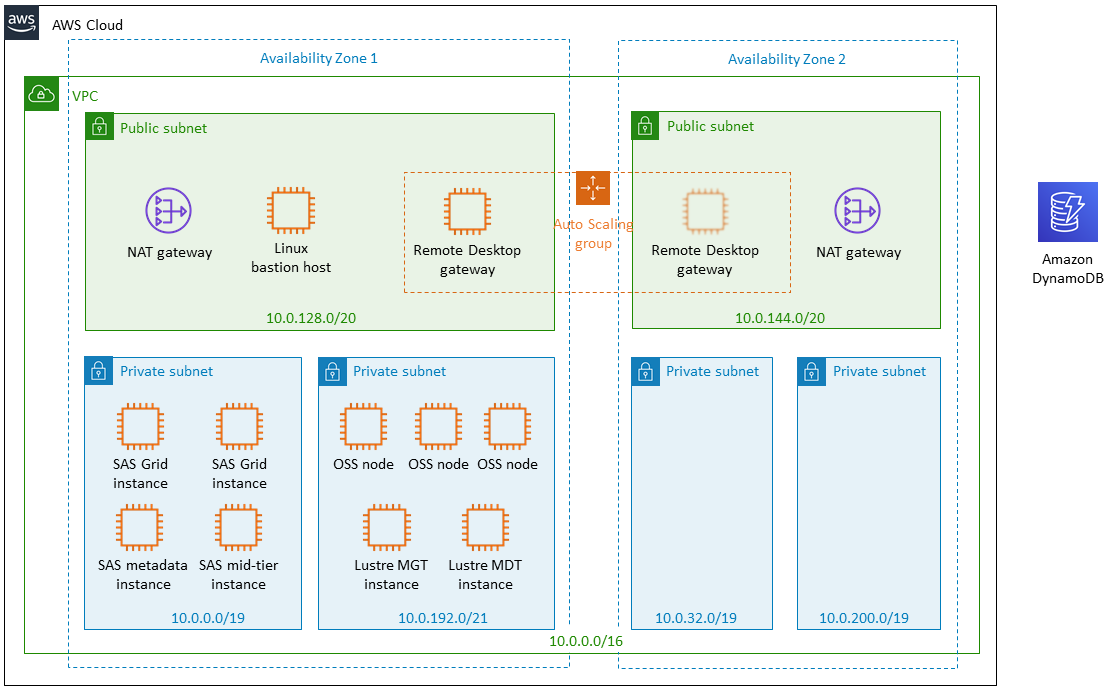 aws
AWS Cloud
Availability Zone 1
Availability Zone 2
VPC
Public subnet
NAT gateway
Linux
bastion host
Remote Desktop
gateway
10.0.128.0/20
Auto Scaling
group
Public subnet
Remote Desktop
gateway
NAT gateway
10.0.144.0/20
Amazon
DynamoDB
Private subnet
SAS Grid
instance
SAS Grid
instance
SAS metadata
instance
SAS mid-tier
instance
10.0.0.0/19
Private subnet
OSS node
OSS node
OSS node
Lustre MGT
instance
Lustre MDT
instance
10.0.192.0/21
Private subnet
10.0.32.0/19
Private subnet
10.0.200.0/19
10.0.0.0/16